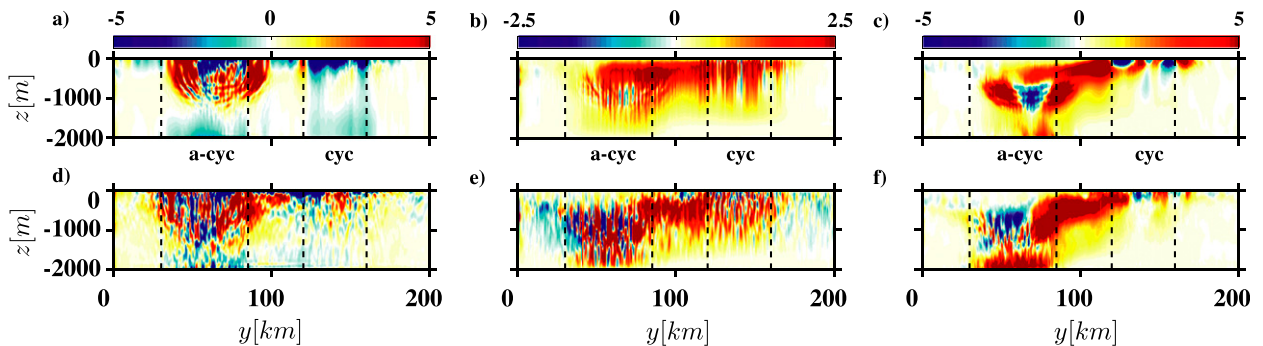 a) -5 0 5 b) -2.5 0 2.5 c) -5 0 5
z[m] 0 -1000 -2000
a-cyc cyc a-cyc cyc a-cyc cyc
d) e) f)
z[m] 0 -1000 -2000
0 100 200 0 100 200 0 100 200
y[km] y[km] y[km]